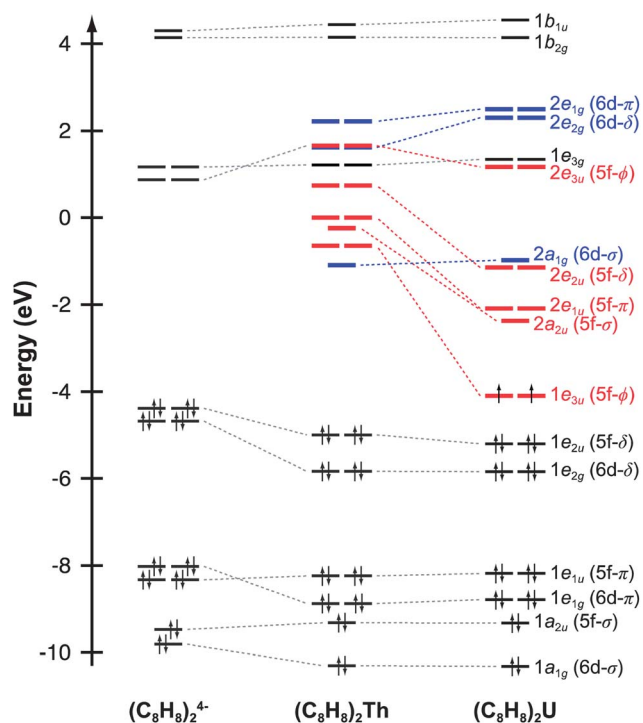 1b1u
4
1b2g
2e1g (6d-π)
2e2g (6d-δ)
2
1e3g
2e3u (5f-ϕ)
0
2a1g (6d-σ)
2e2u (5f-δ)
-2
2e1u (5f-π)
2a2u (5f-σ)
-4
1e3u (5f-ϕ)
1e2u (5f-δ)
-6
1e2g (6d-δ)
-8
1e1u (5f-π)
1e1g (6d-π)
1a2u (5f-σ)
-10
1a1g (6d-σ)
Energy (eV)
(C8H8)2⁴⁻ (C8H8)2Th (C8H8)2U